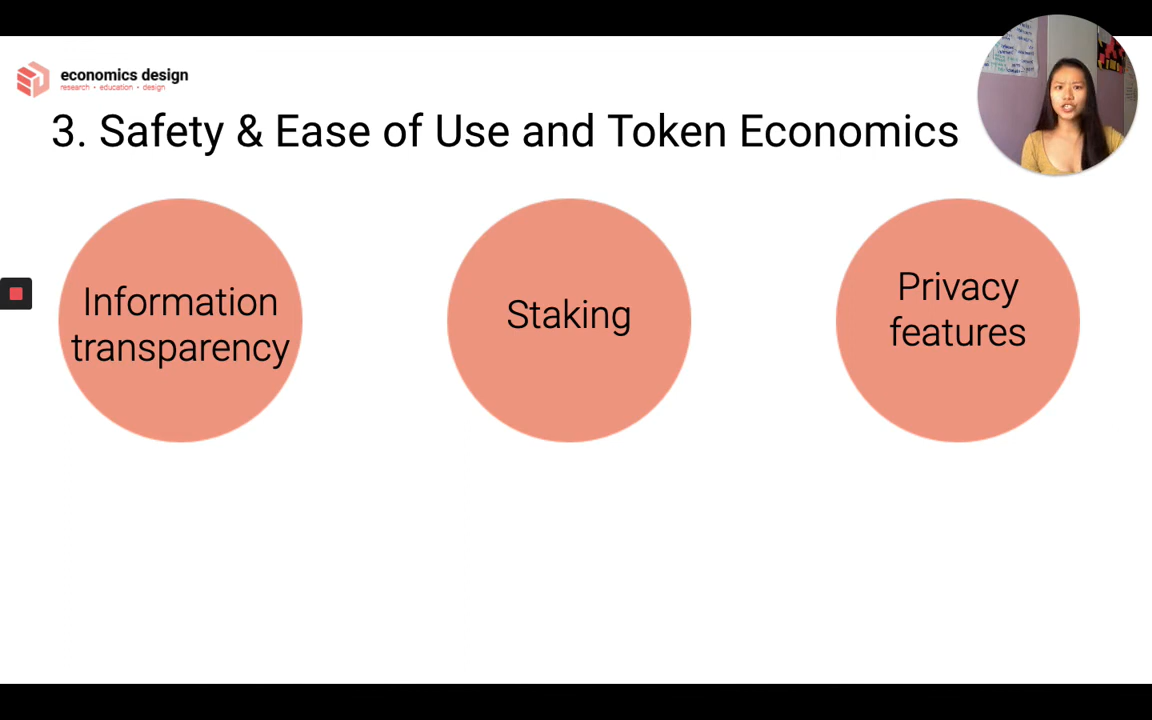 economics design
research • education • design
3. Safety & Ease of Use and Token Economics
Information
transparency
Staking
Privacy
features